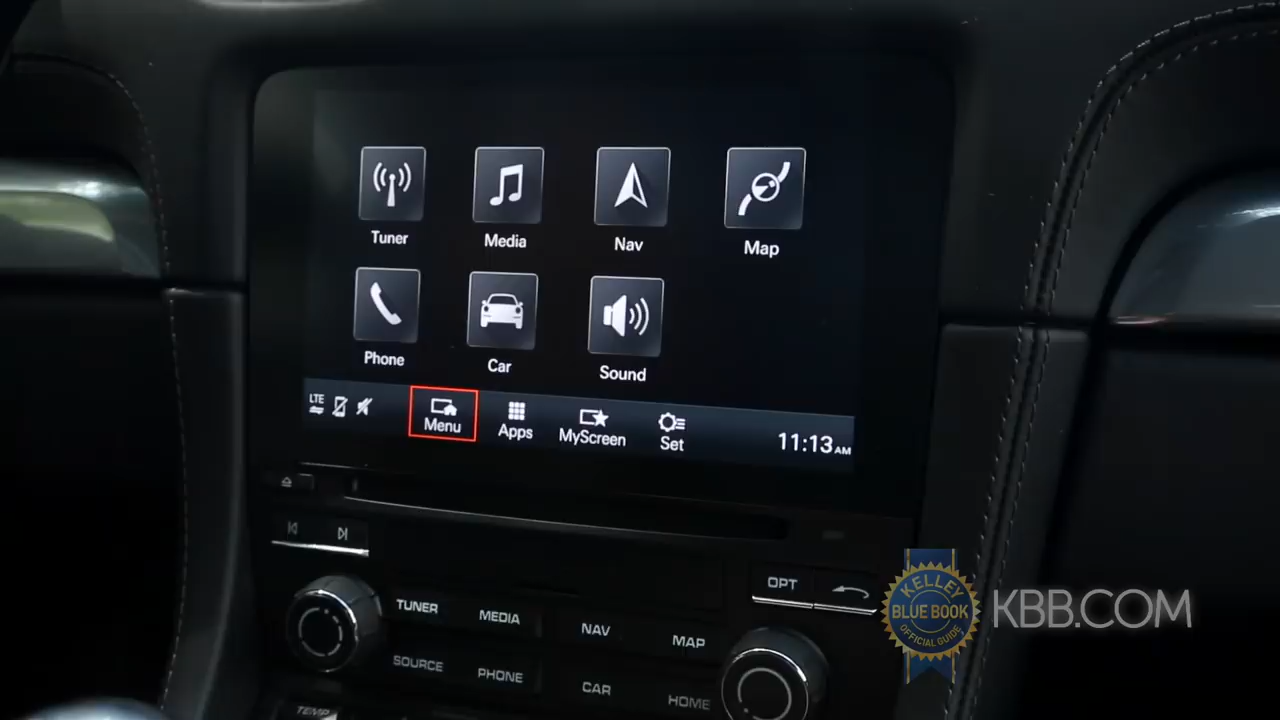 Tuner
Media
Nav
Map
Phone
Car
Sound
LTE
Menu
Apps
MyScreen
Set
11:13 AM
OPT
TUNER
MEDIA
NAV
MAP
SOURCE
PHONE
CAR
HOME
TEMP
KELLEY
BLUE BOOK
OFFICIAL GUIDE
KBB.COM